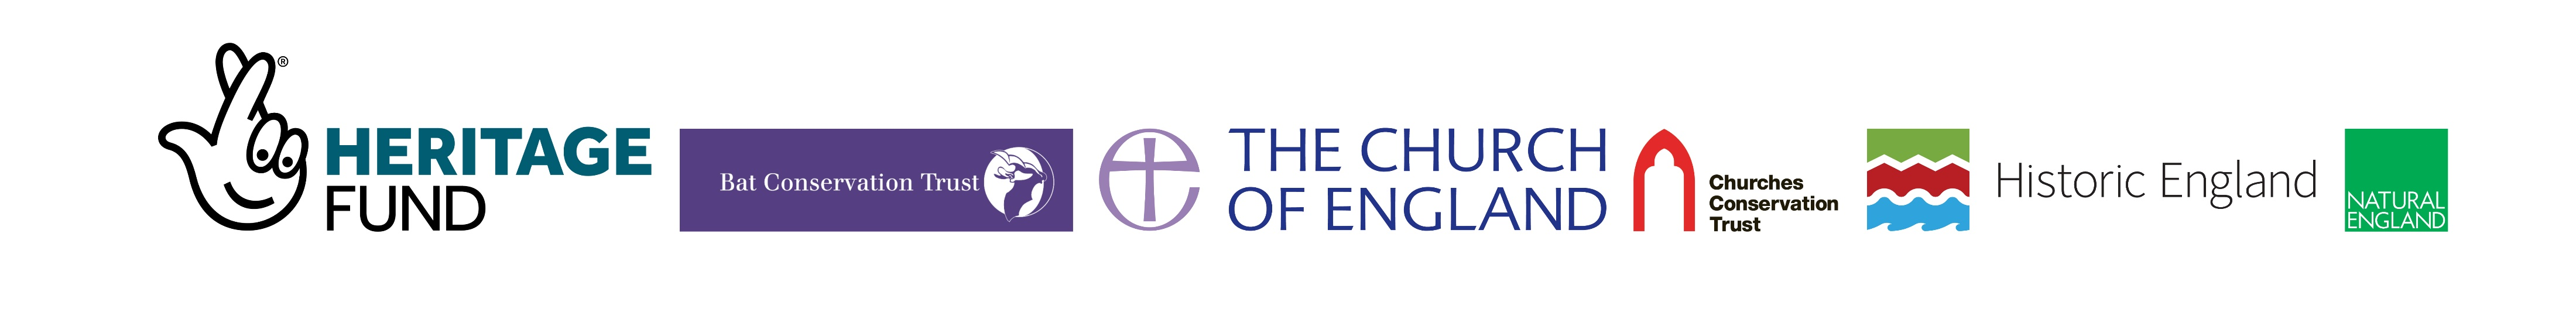 ®
HERITAGE
FUND
Bat Conservation Trust
THE CHURCH
OF ENGLAND
Churches
Conservation
Trust
Historic England
NATURAL
ENGLAND